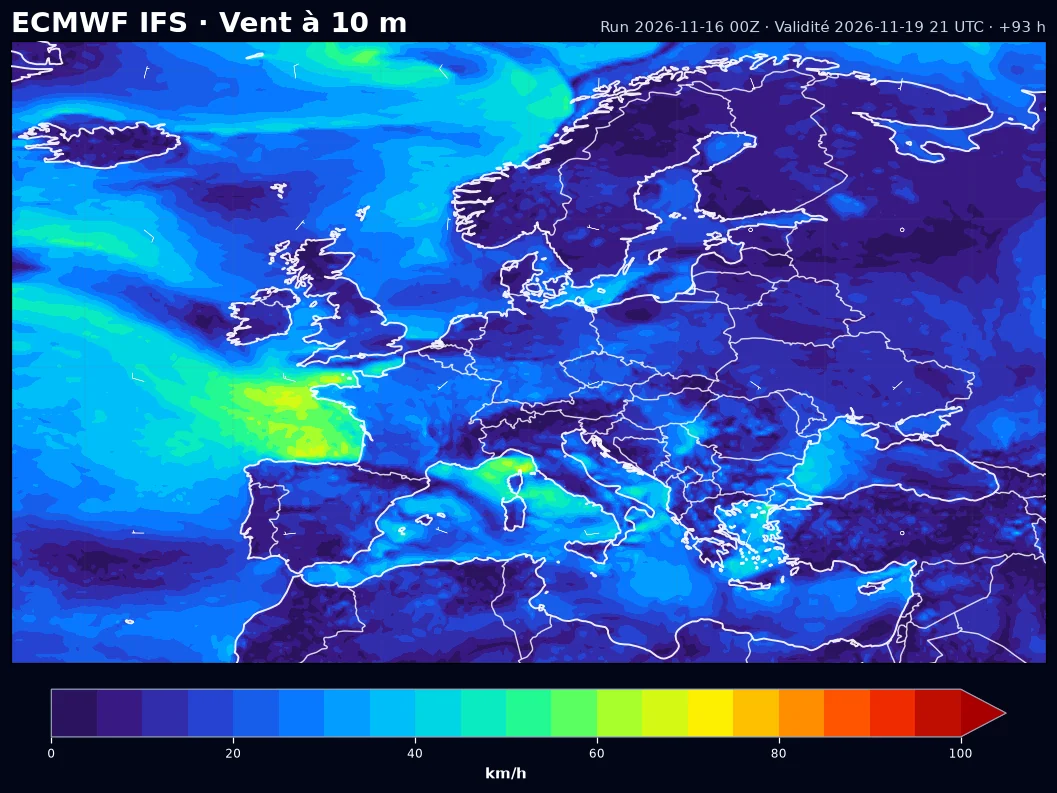 ECMWF IFS · Vent à 10 m
Run 2026-11-16 00Z · Validité 2026-11-19 21 UTC · +93 h
0 20 40 60 80 100
km/h